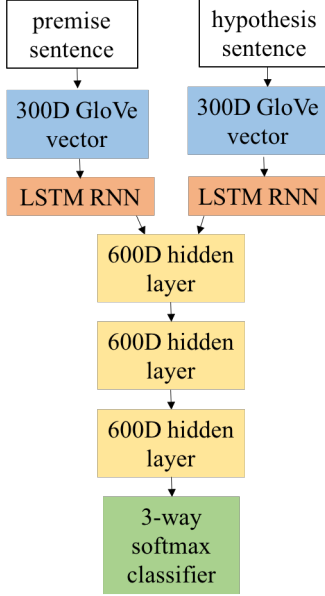 premise
sentence
hypothesis
sentence
300D GloVe
vector
300D GloVe
vector
LSTM RNN
LSTM RNN
600D hidden
layer
600D hidden
layer
600D hidden
layer
3-way
softmax
classifier